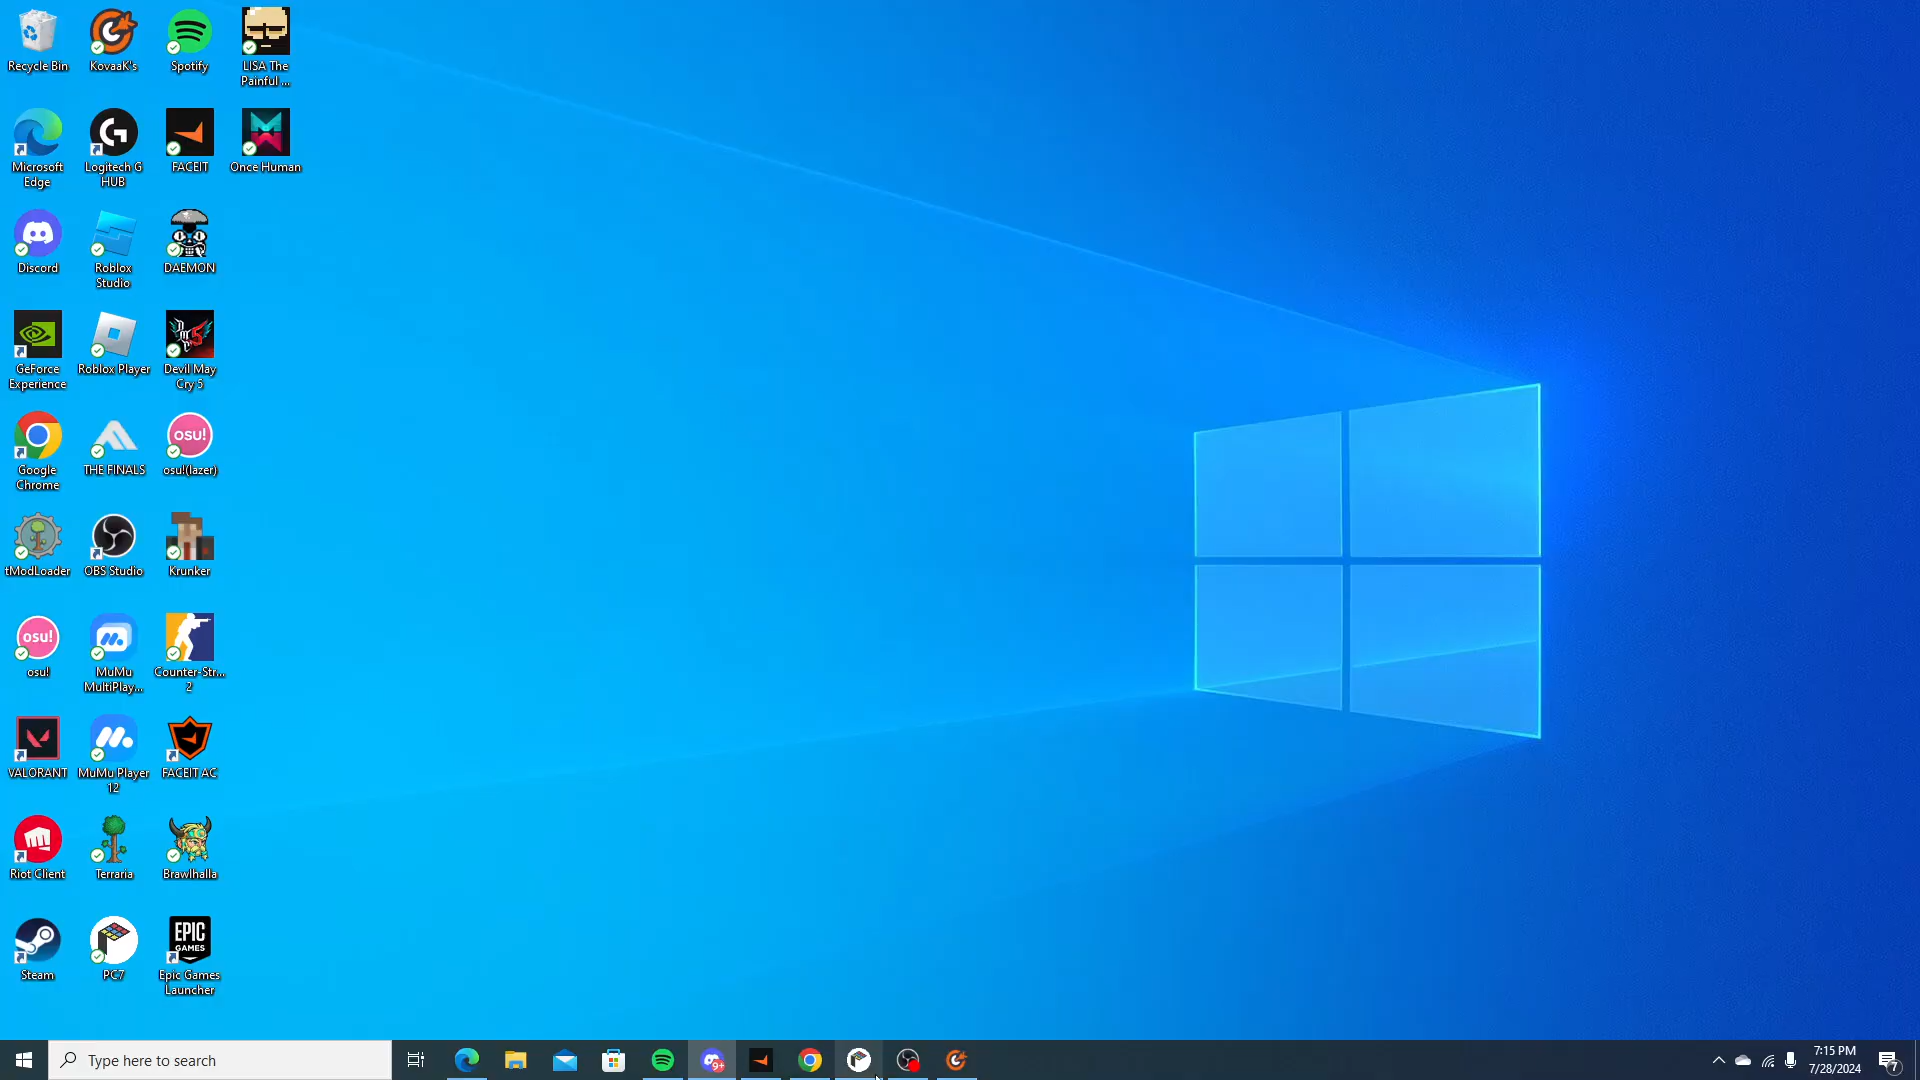 Recycle Bin
KovaaK's
Spotify
LISA The
Painful ...
Microsoft
Edge
Logitech G
HUB
FACEIT
Once Human
Discord
Roblox
Studio
DAEMON
GeForce
Experience
Roblox Player
Devil May
Cry 5
Google
Chrome
THE FINALS
osu!
osu!(lazer)
tModLoader
OBS Studio
Krunker
osu!
osu!
MuMu
MultiPlay...
Counter-Str...
2
VALORANT
MuMu Player
12
FACEIT AC
Riot Client
Terraria
Brawlhalla
Steam
PC7
EPIC
GAMES
Epic Games
Launcher
Type here to search
9+
7:15 PM
7/28/2024
7